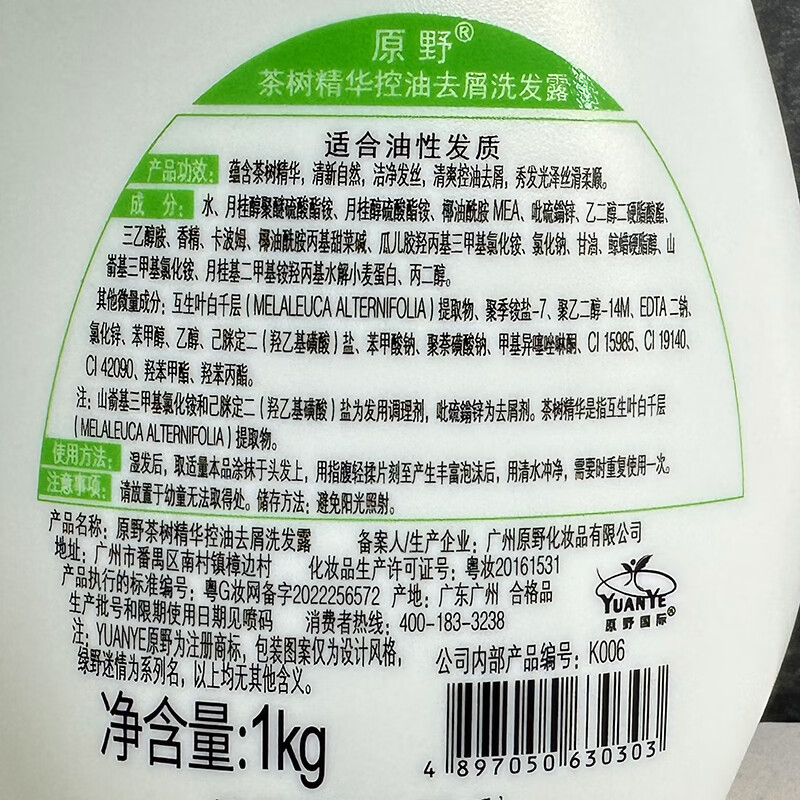 原野®
茶树精华控油去屑洗发露
适合油性发质
产品功效: 蕴含茶树精华，清新自然，洁净发丝，清爽控油去屑，秀发光泽丝滑柔顺。
成 分: 水、月桂醇聚醚硫酸酯铵、月桂醇硫酸酯铵、椰油酰胺 MEA、吡硫鎓锌、乙二醇二硬脂酸酯、
三乙醇胺、香精、卡波姆、椰油酰胺丙基甜菜碱、瓜儿胶羟丙基三甲基氯化铵、氯化钠、甘油、鲸蜡硬脂醇、山
嵛基三甲基氯化铵、月桂基二甲基铵羟丙基水解小麦蛋白、丙二醇。
其他微量成分: 互生叶白千层 (MELALEUCA ALTERNIFOLIA) 提取物、聚季铵盐-7、聚乙二醇-14M、EDTA 二钠、
氯化锌、苯甲醇、乙醇、己脒定二 (羟乙基磺酸) 盐、苯甲酸钠、聚萘磺酸钠、甲基异噻唑啉酮、CI 15985、CI 19140、
CI 42090、羟苯甲酯、羟苯丙酯。
注: 山嵛基三甲基氯化铵和己脒定二 (羟乙基磺酸) 盐为发用调理剂，吡硫鎓锌为去屑剂。茶树精华是指互生叶白千层
(MELALEUCA ALTERNIFOLIA) 提取物。
使用方法: 湿发后，取适量本品涂抹于头发上，用指腹轻揉片刻至产生丰富泡沫后，用清水冲净，需要时重复使用一次。
注意事项: 请放置于幼童无法取得处。储存方法: 避免阳光照射。
产品名称: 原野茶树精华控油去屑洗发露 备案人/生产企业: 广州原野化妆品有限公司
地址: 广州市番禺区南村镇樟边村 化妆品生产许可证号: 粤妆20161531
产品执行的标准编号: 粤G妆网备字2022256572 产地: 广东广州 合格品
生产批号和限期使用日期见喷码 消费者热线: 400-183-3238
注: YUANYE原野为注册商标，包装图案仅为设计风格，
绿野迷情为系列名，以上均无其他含义。
YUANYE
原野国际®
公司内部产品编号: K006
净含量:1kg
4 897050 630303